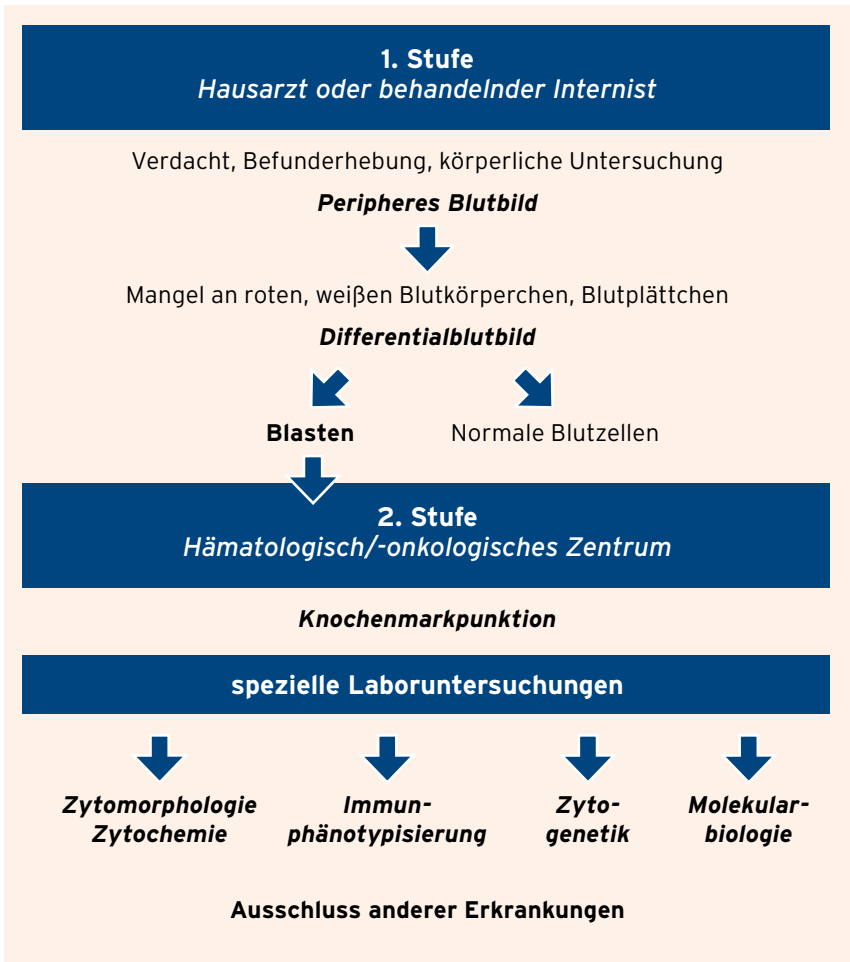 1. Stufe
Hausarzt oder behandelnder Internist
Verdacht, Befunderhebung, körperliche Untersuchung
Peripheres Blutbild
Mangel an roten, weißen Blutkörperchen, Blutplättchen
Differentialblutbild
Blasten
Normale Blutzellen
2. Stufe
Hämatologisch/-onkologisches Zentrum
Knochenmarkpunktion
spezielle Laboruntersuchungen
Zytomorphologie
Zytochemie
Immun-
phänotypisierung
Zyto-
genetik
Molekular-
biologie
Ausschluss anderer Erkrankungen